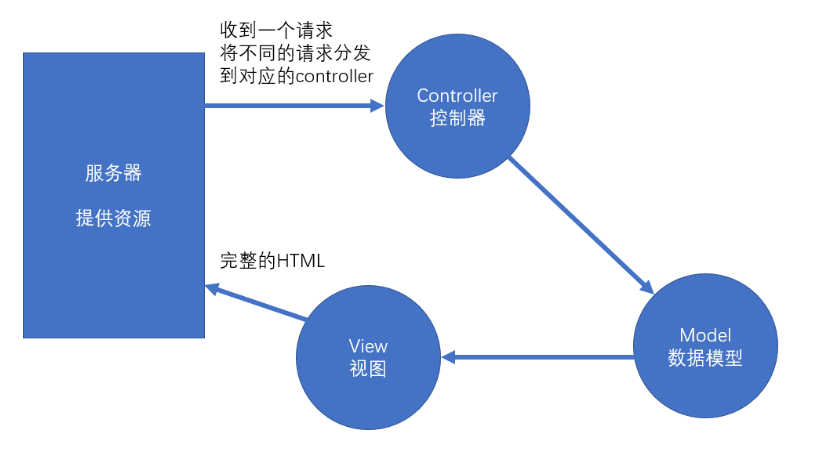 收到一个请求
将不同的请求分发
到对应的controller
Controller
控制器
服务器
提供资源
完整的HTML
View
视图
Model
数据模型